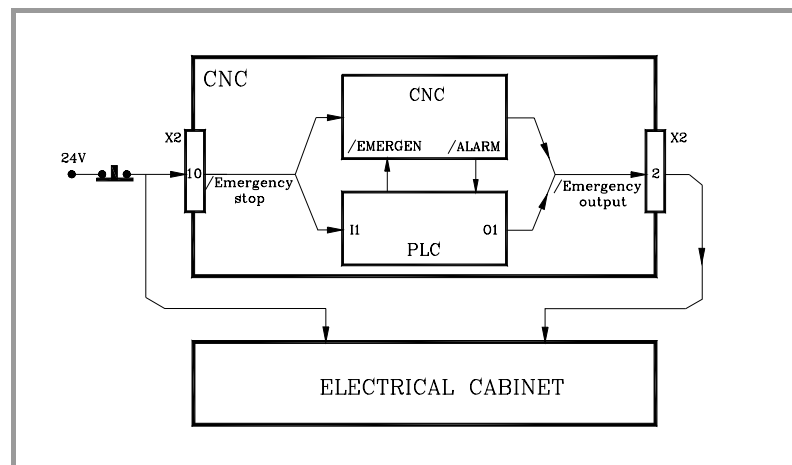 CNC
CNC
X2
X2
/EMERGEN
/ALARM
24V
10
/Emergency
stop
/Emergency
output
2
I1
O1
PLC
ELECTRICAL CABINET